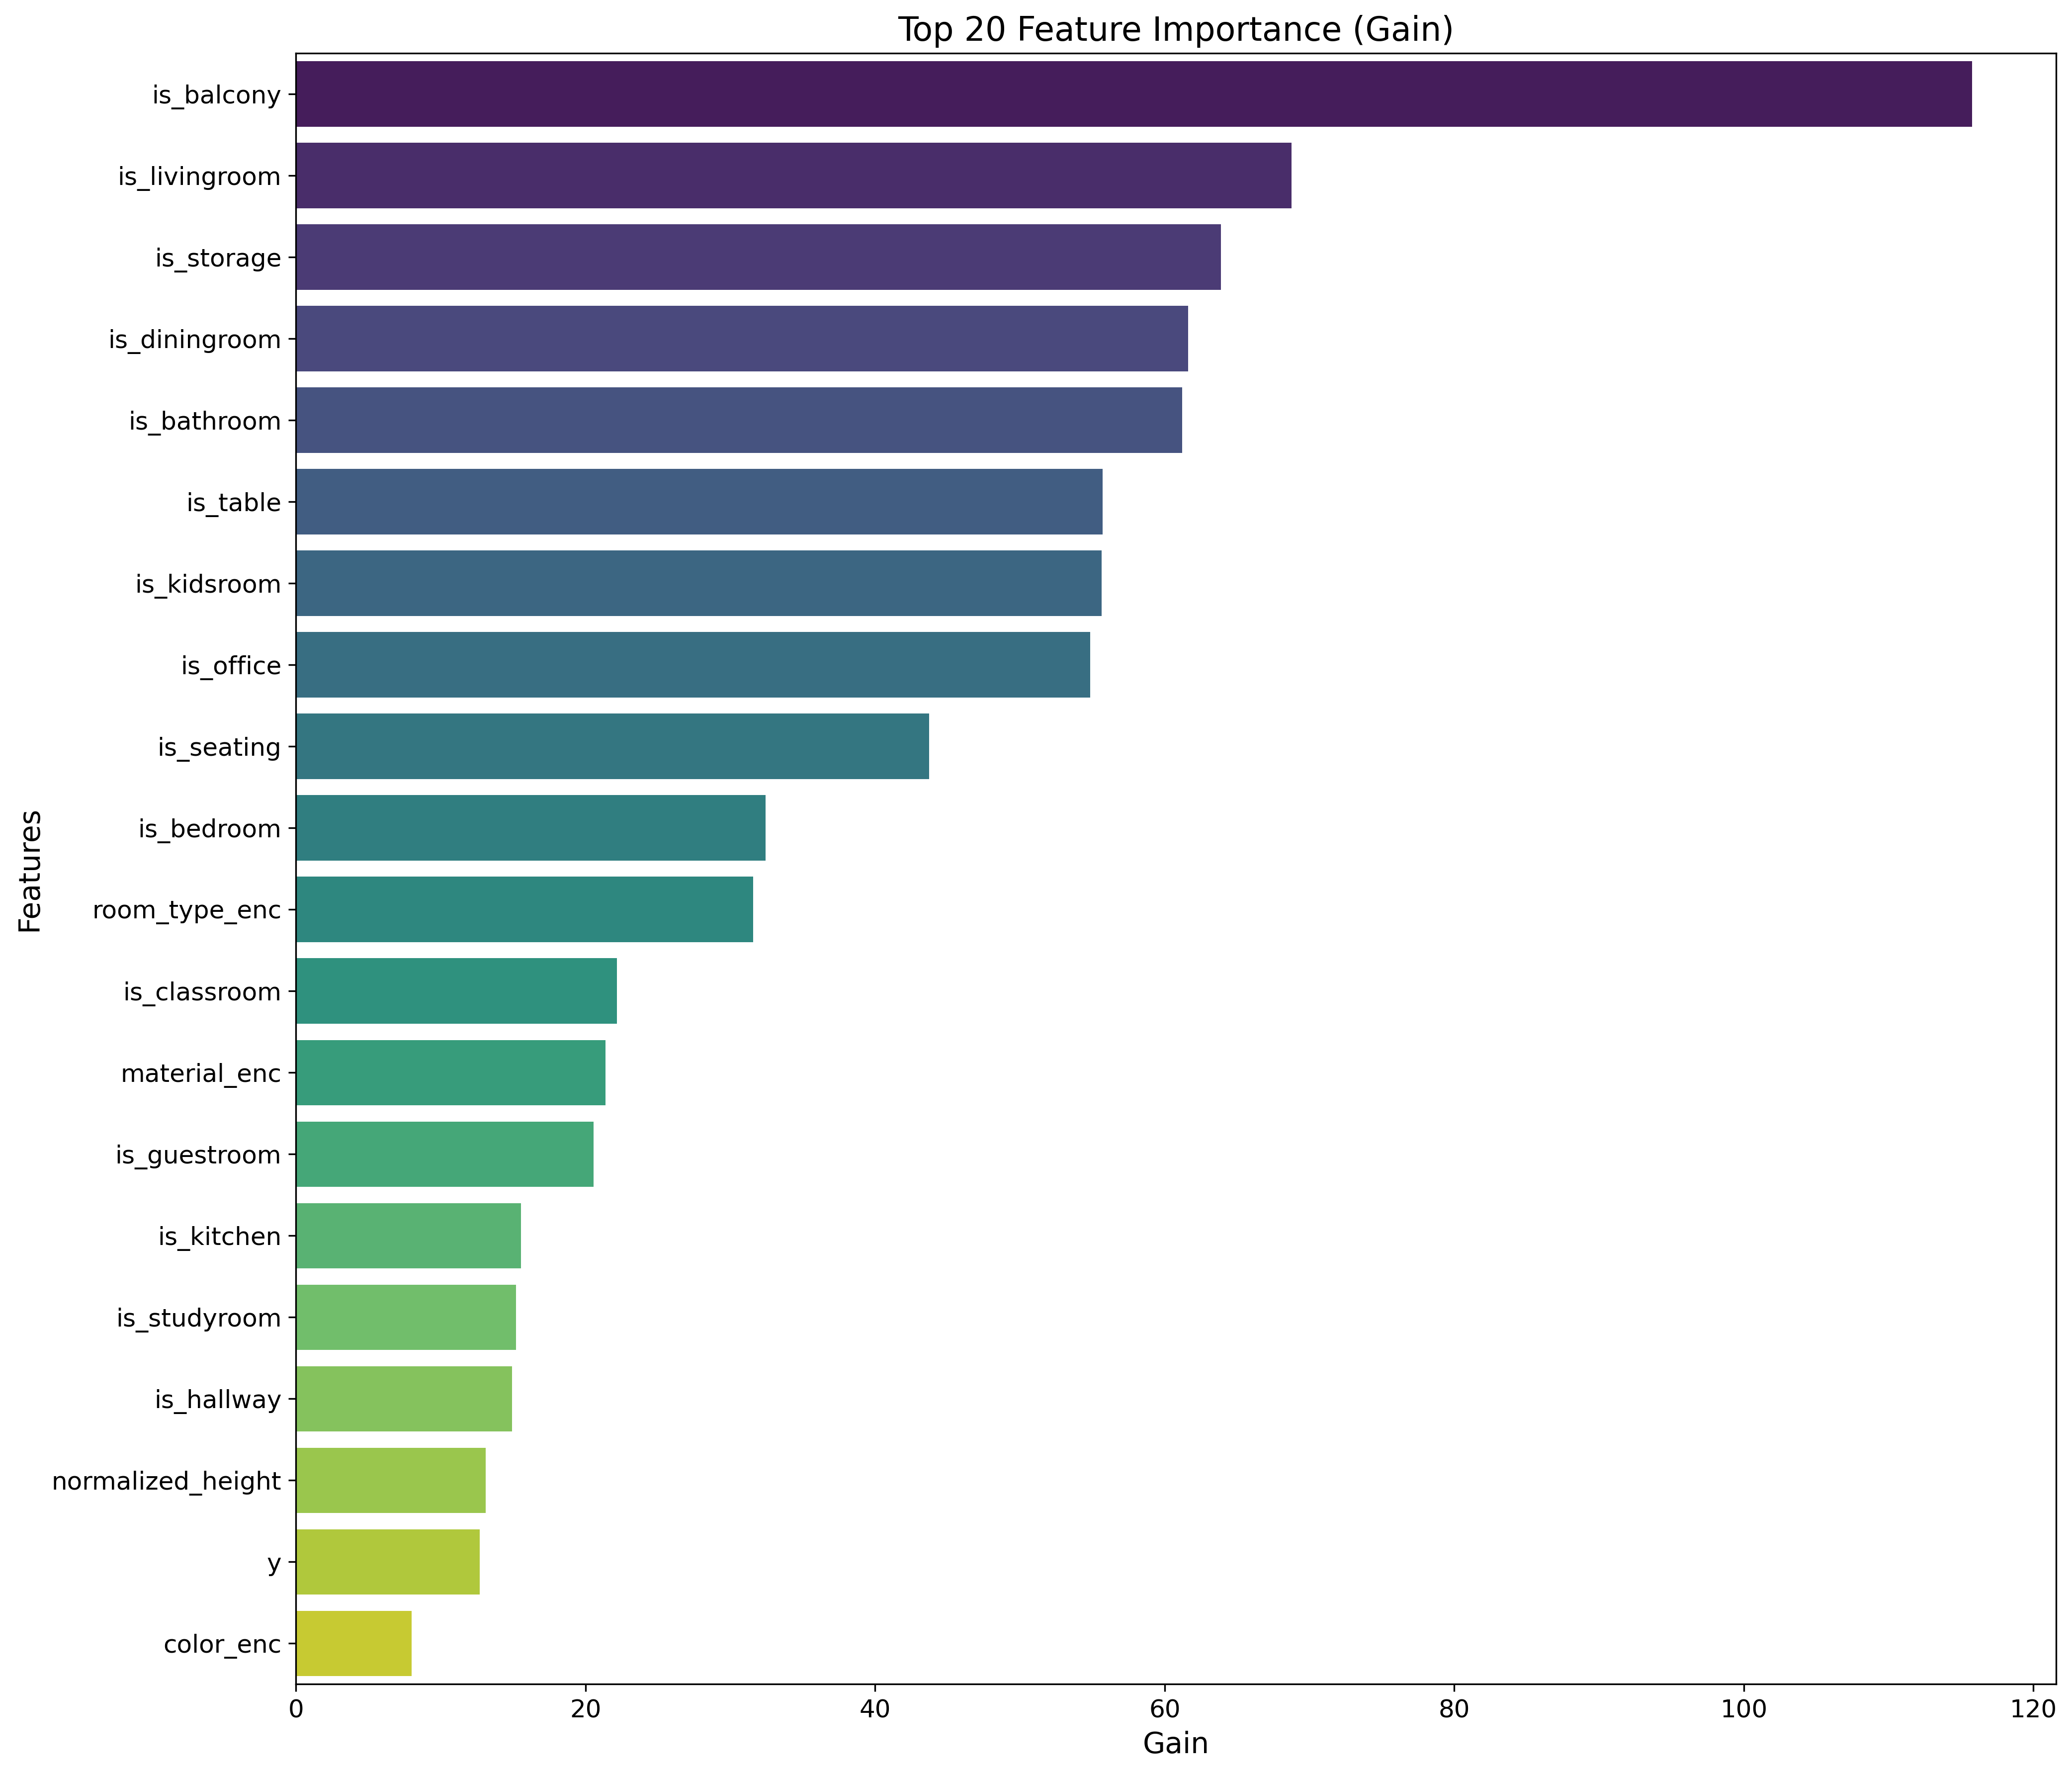 Top 20 Feature Importance (Gain)
is_balcony
is_livingroom
is_storage
is_diningroom
is_bathroom
is_table
is_kidsroom
is_office
is_seating
is_bedroom
room_type_enc
is_classroom
material_enc
is_guestroom
is_kitchen
is_studyroom
is_hallway
normalized_height
y
color_enc
Features
0 20 40 60 80 100 120
Gain